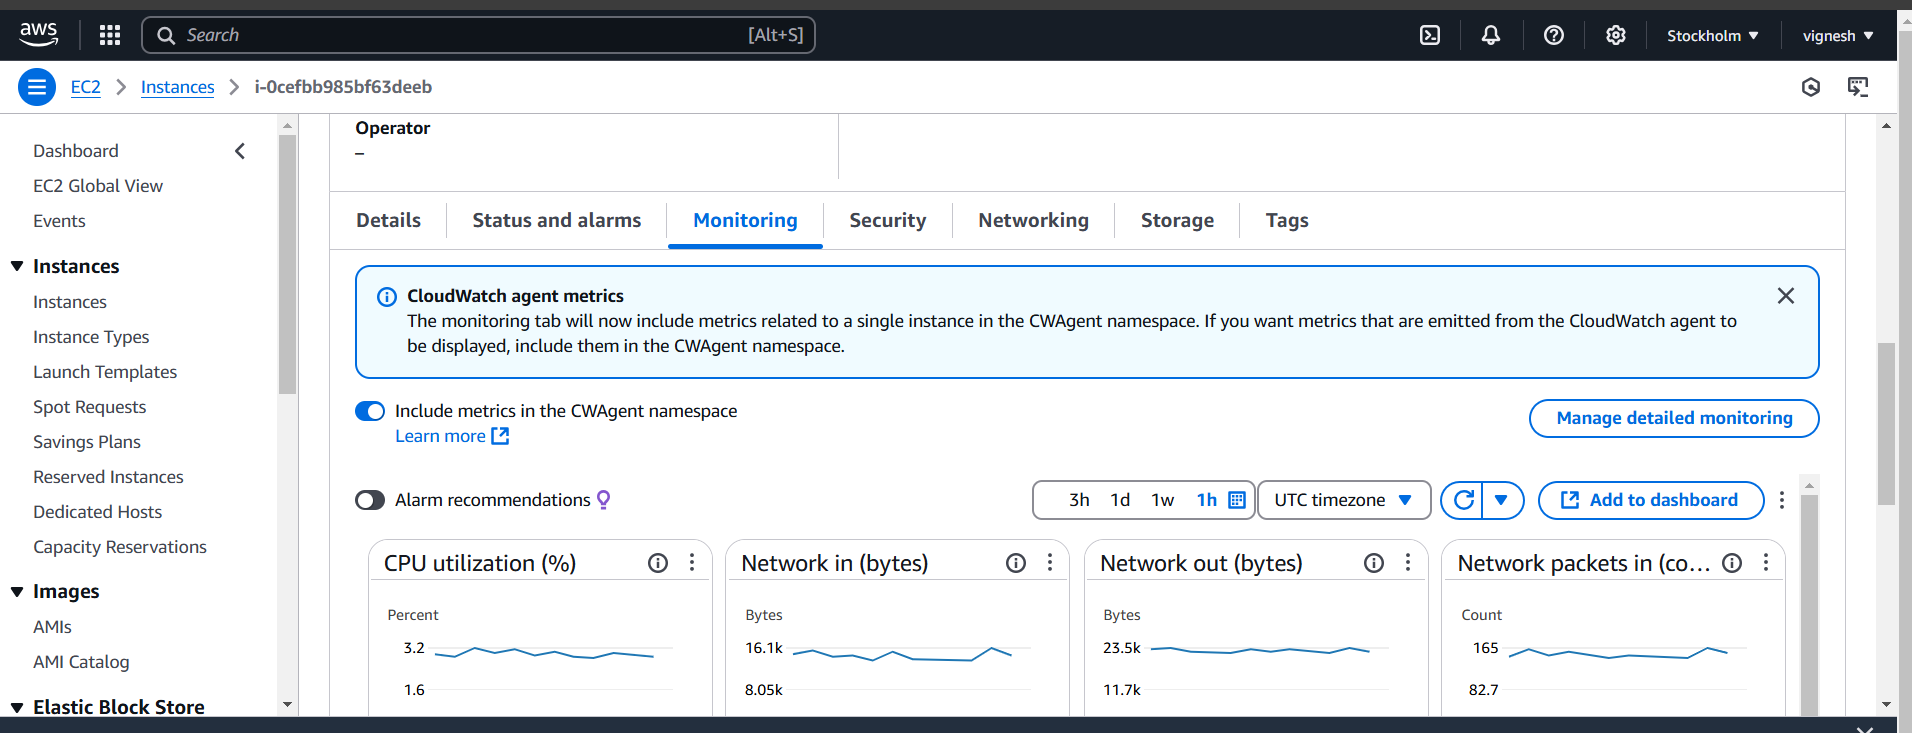 aws
Search
[Alt+S]
Stockholm
vignesh
EC2
Instances
i-0cefbb985bf63deeb
Dashboard
EC2 Global View
Events
Instances
Instances
Instance Types
Launch Templates
Spot Requests
Savings Plans
Reserved Instances
Dedicated Hosts
Capacity Reservations
Images
AMIs
AMI Catalog
Elastic Block Store
Operator
–
Details
Status and alarms
Monitoring
Security
Networking
Storage
Tags
CloudWatch agent metrics
The monitoring tab will now include metrics related to a single instance in the CWAgent namespace. If you want metrics that are emitted from the CloudWatch agent to
be displayed, include them in the CWAgent namespace.
Include metrics in the CWAgent namespace
Learn more
Manage detailed monitoring
Alarm recommendations
3h
1d
1w
1h
UTC timezone
Add to dashboard
CPU utilization (%)
Percent
3.2
1.6
Network in (bytes)
Bytes
16.1k
8.05k
Network out (bytes)
Bytes
23.5k
11.7k
Network packets in (co...
Count
165
82.7